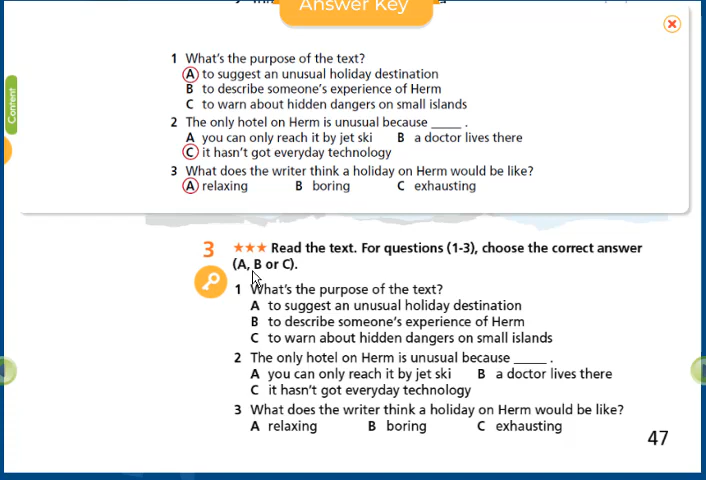 Answer Key
Content
1 What's the purpose of the text?
A to suggest an unusual holiday destination
B to describe someone's experience of Herm
C to warn about hidden dangers on small islands
2 The only hotel on Herm is unusual because _____ .
A you can only reach it by jet ski B a doctor lives there
C it hasn't got everyday technology
3 What does the writer think a holiday on Herm would be like?
A relaxing B boring C exhausting
3 ★★★ Read the text. For questions (1-3), choose the correct answer
(A, B or C).
1 What's the purpose of the text?
A to suggest an unusual holiday destination
B to describe someone's experience of Herm
C to warn about hidden dangers on small islands
2 The only hotel on Herm is unusual because _____ .
A you can only reach it by jet ski B a doctor lives there
C it hasn't got everyday technology
3 What does the writer think a holiday on Herm would be like?
A relaxing B boring C exhausting
47